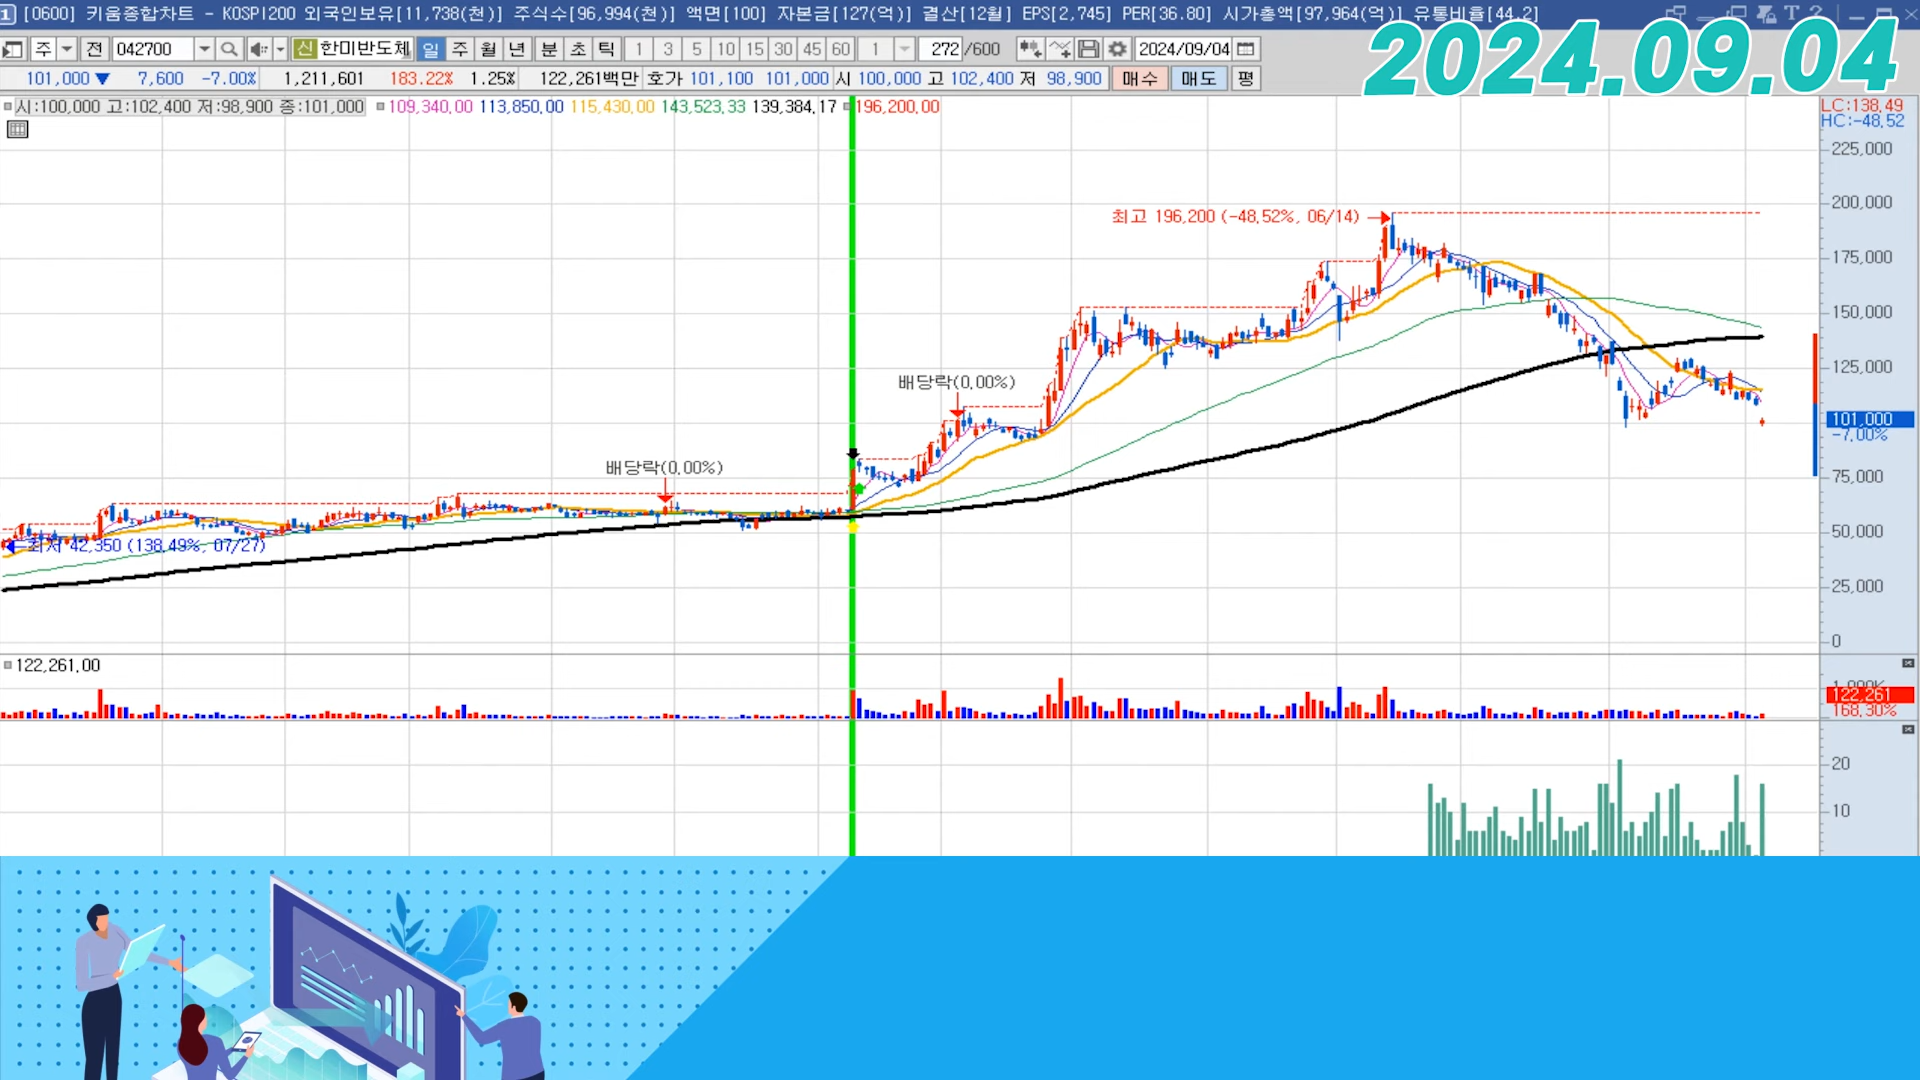 [0600] 키움종합차트 - KOSPI200 외국인보유[11,738(천)] 주식수[96,994(천)] 액면[100] 자본금[127(억)] 결산[12월] EPS[2,745] PER[36.80] 시가총액[97,964(억)] 유통비율[44.2]
2024.09.04
주 전 042700 신 한미반도체 일 주 월 년 분 초 틱 1 3 5 10 15 30 45 60 1 272 /600 2024/09/04
101,000 ▼ 7,600 -7.00% 1,211,601 183.22% 1.25% 122,261백만 호가 101,100 101,000 시 100,000 고 102,400 저 98,900 매수 매도 평
시:100,000 고:102,400 저:98,900 종:101,000 109,340.00 113,850.00 115,430.00 143,523.33 139,384.17 196,200.00
LC:138.49
HC:-48.52
225,000
200,000
최고 196,200 (-48.52%, 06/14)
175,000
150,000
125,000
배당락(0.00%)
101,000
-7.00%
배당락(0.00%)
75,000
50,000
최저 42,350 (138.49%, 07/27)
25,000
0
122,261.00
122,261
168.30%
20
10